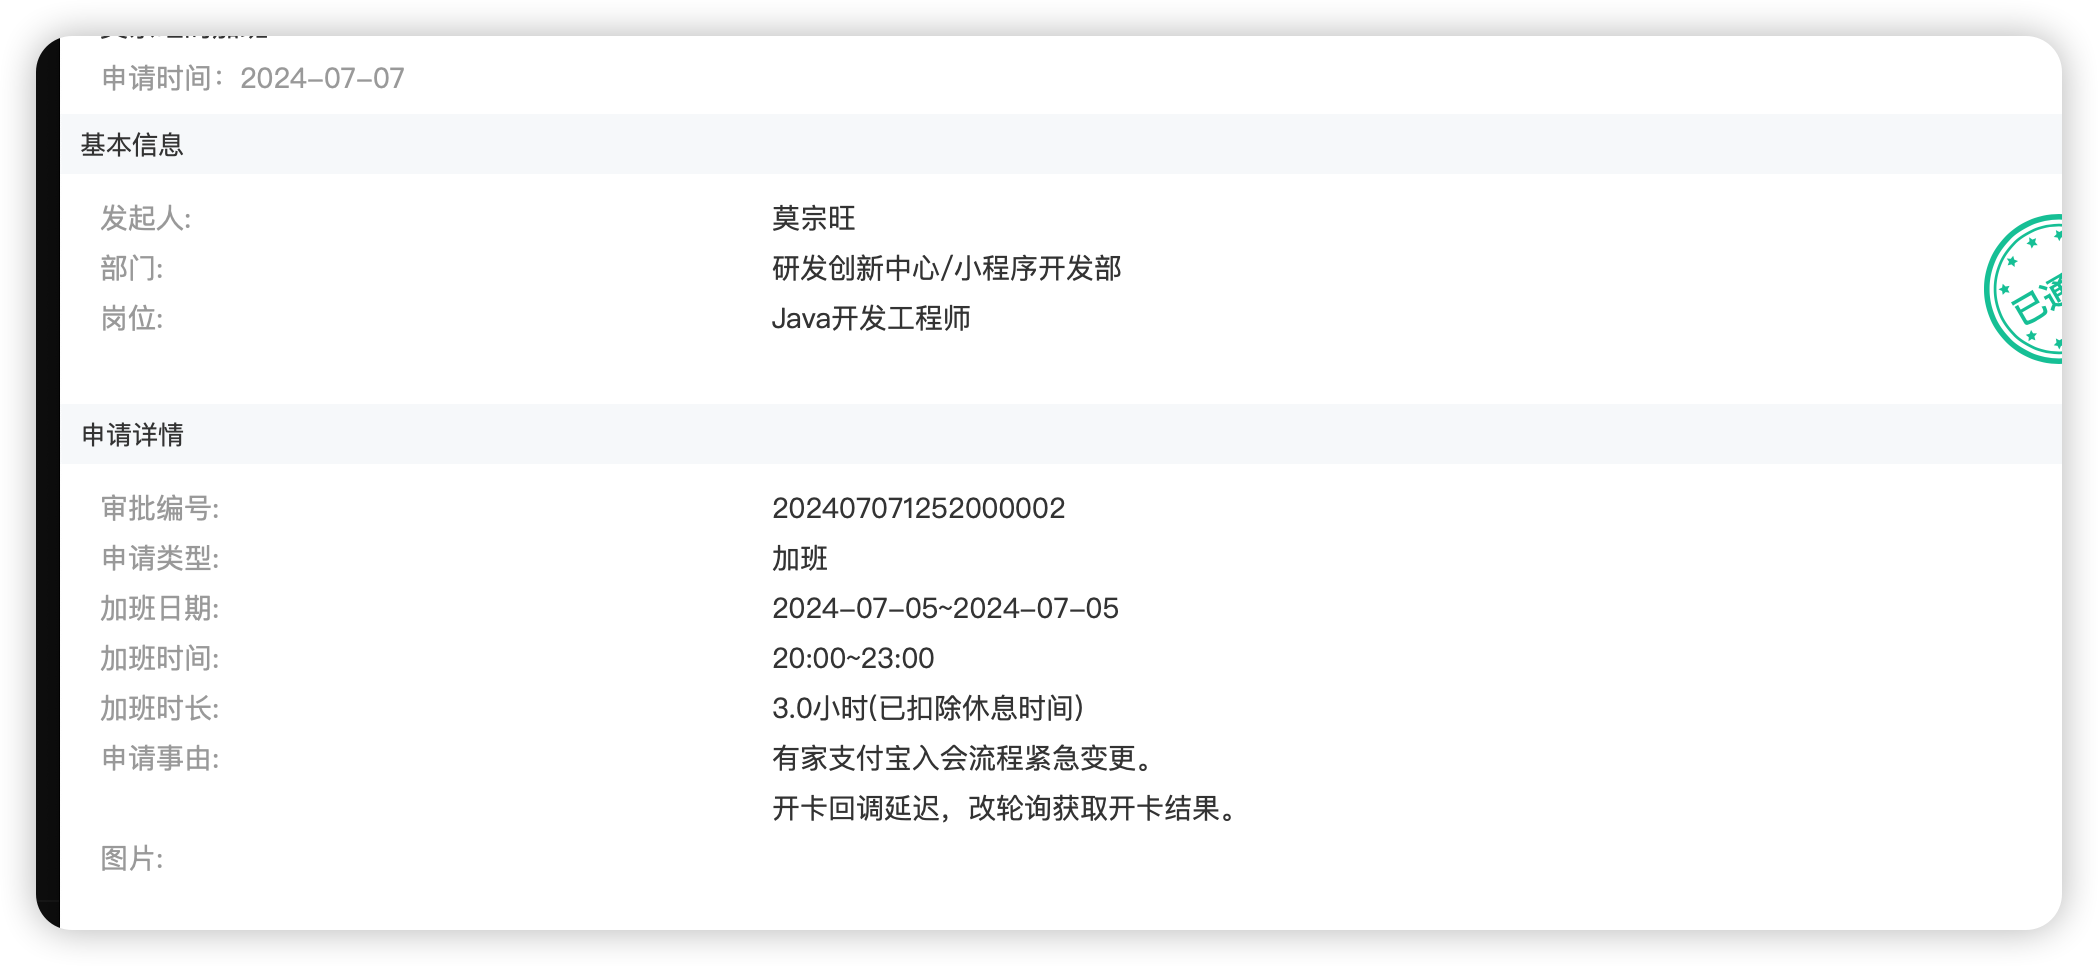 申请时间：2024-07-07
基本信息
发起人: 莫宗旺
部门: 研发创新中心/小程序开发部
岗位: Java开发工程师
已通
申请详情
审批编号: 202407071252000002
申请类型: 加班
加班日期: 2024-07-05~2024-07-05
加班时间: 20:00~23:00
加班时长: 3.0小时(已扣除休息时间)
申请事由: 有家支付宝入会流程紧急变更。
开卡回调延迟，改轮询获取开卡结果。
图片: